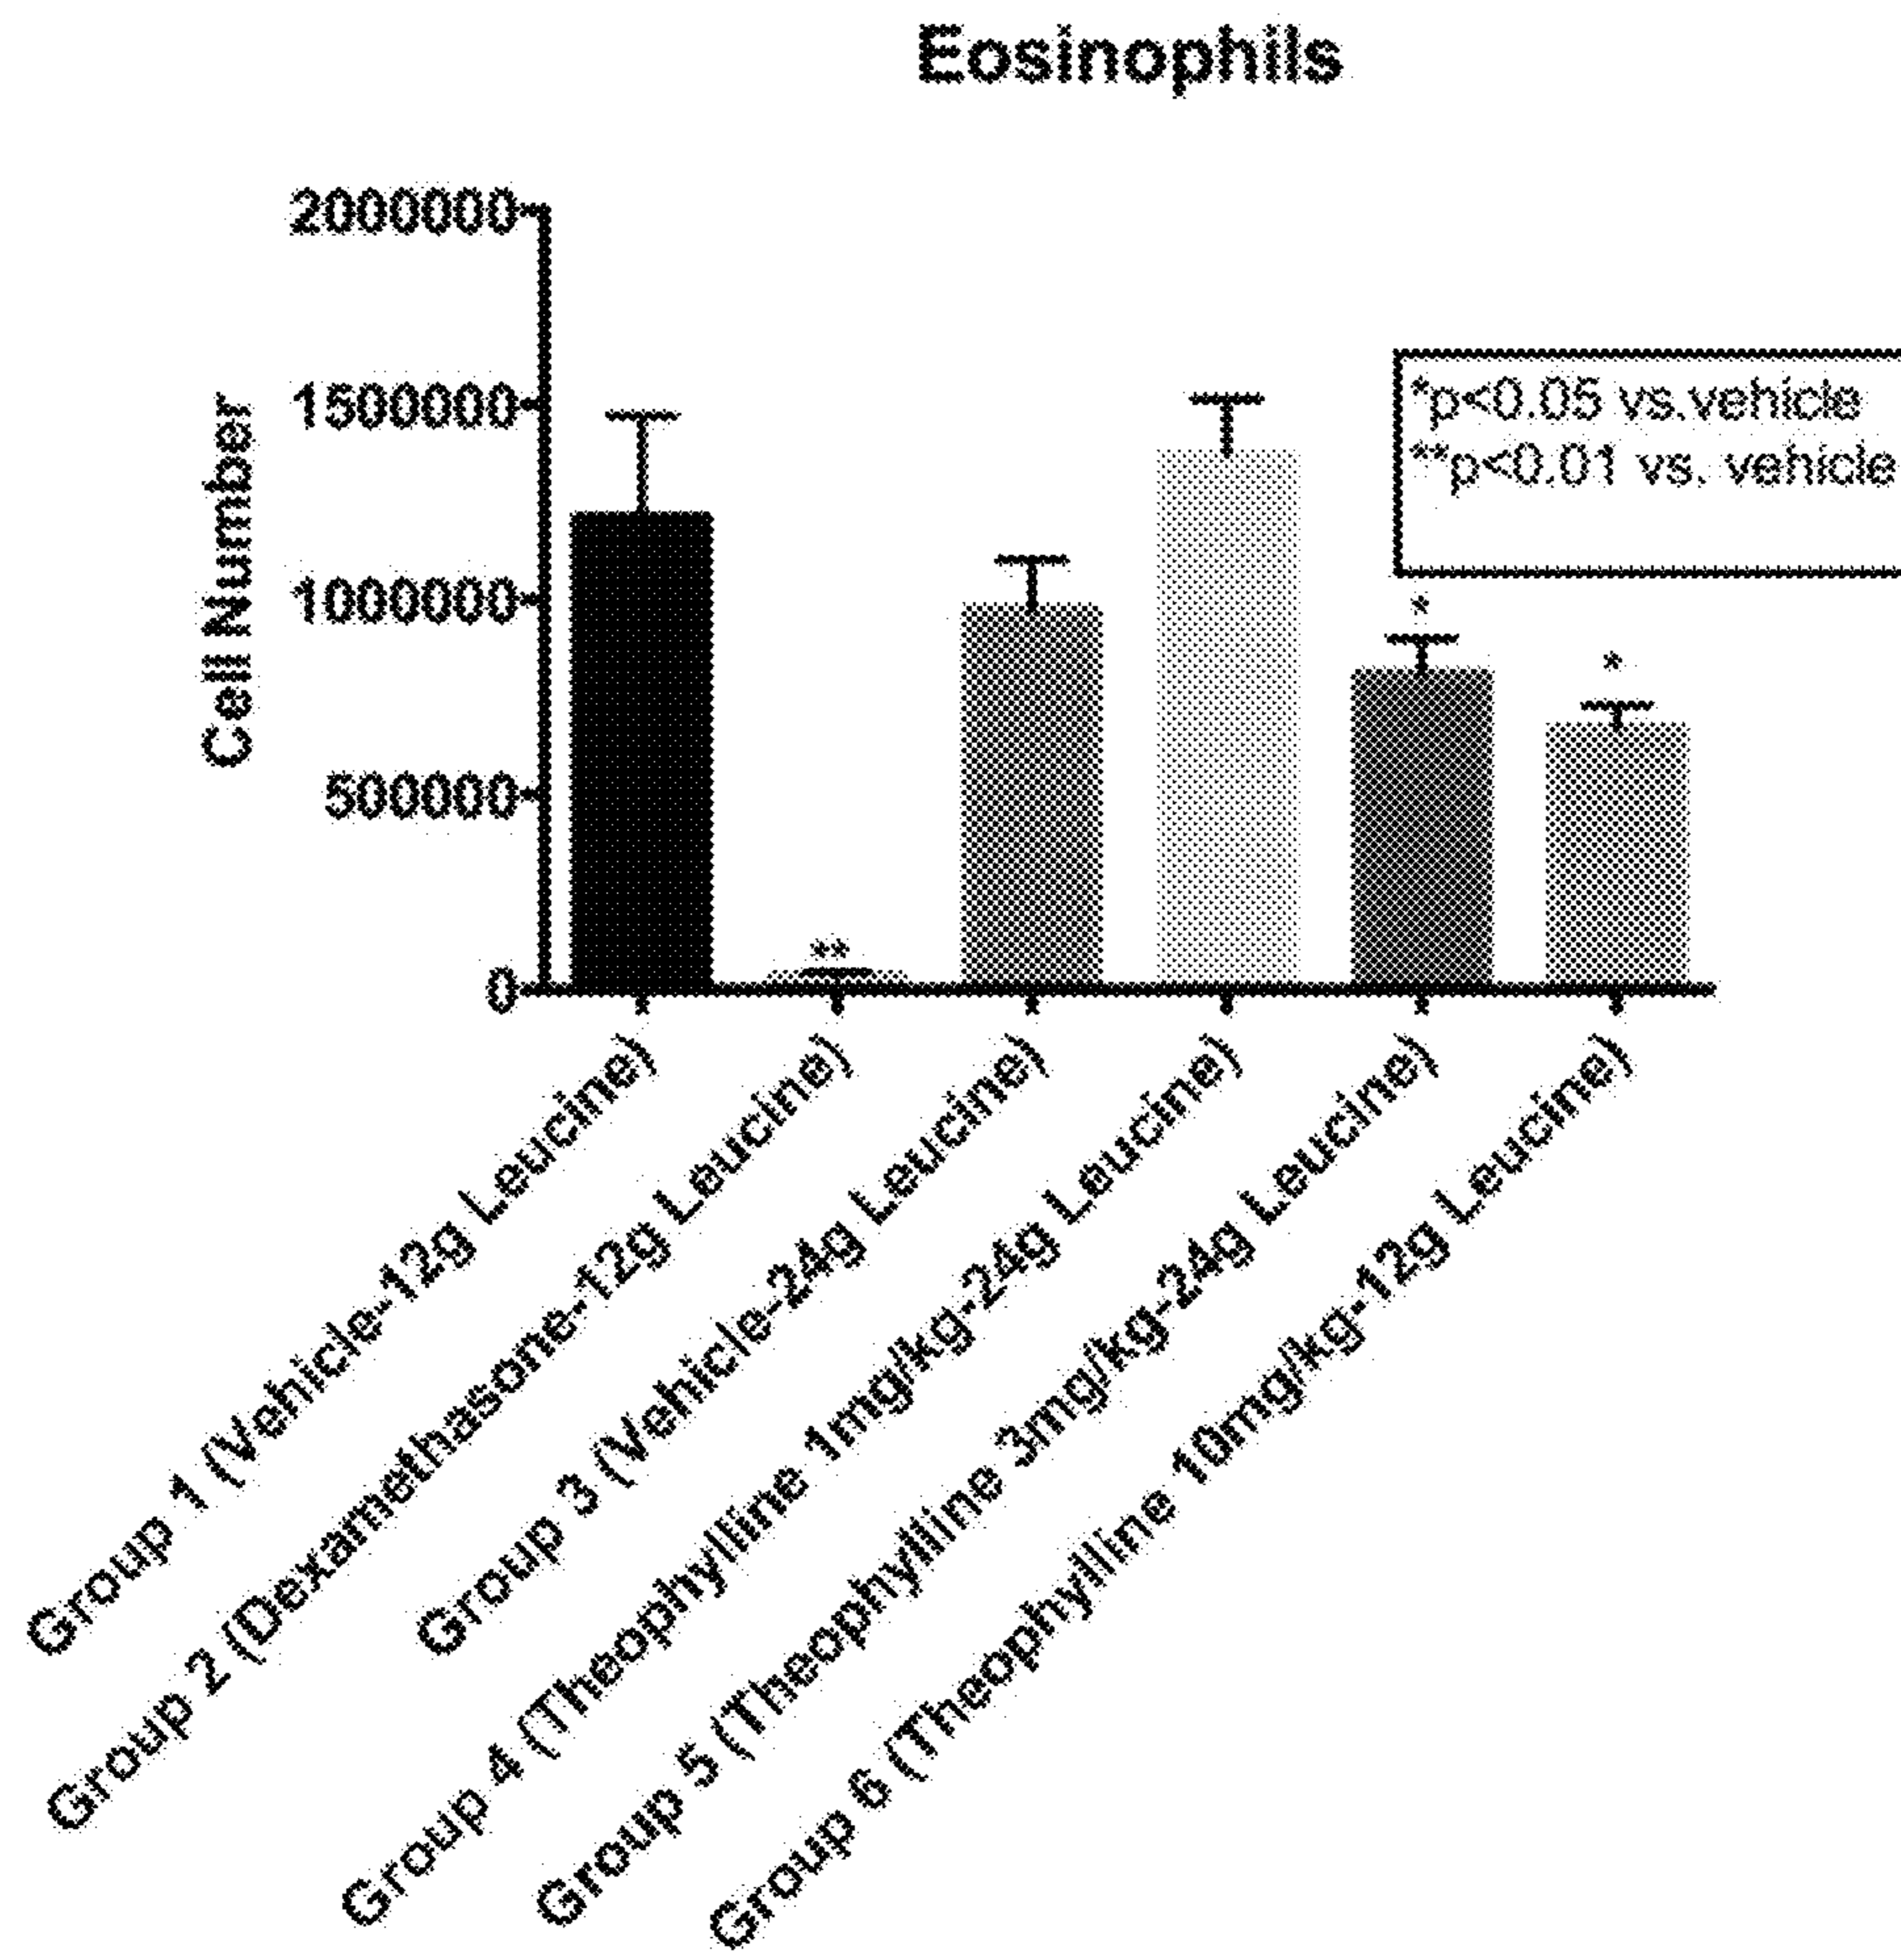 Eosinophils
2000000
1500000
1000000
500000
0
Cell Number
*p<0.05 vs.vehicle
**p<0.01 vs. vehicle
**
*
*
Group 1 (Vehicle-12g Leucine)
Group 2 (Dexamethasone-12g Leucine)
Group 3 (Vehicle-24g Leucine)
Group 4 (Theophylline 1mg/kg-24g Leucine)
Group 5 (Theophylline 3mg/kg-24g Leucine)
Group 6 (Theophylline 10mg/kg-12g Leucine)